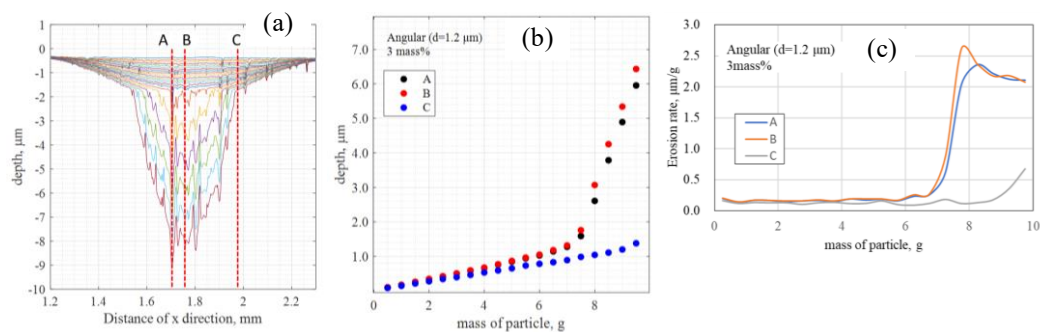 (a)
A B C
1
0
-1
-2
-3
-4
-5
-6
-7
-8
-9
-10
depth, μm
1.2 1.4 1.6 1.8 2 2.2
Distance of x direction, mm
(b)
Angular (d=1.2 μm)
3 mass%
A
B
C
7.0
6.0
5.0
4.0
3.0
2.0
1.0
depth, μm
0 2 4 6 8
mass of particle, g
(c)
Angular (d=1.2 μm)
3mass%
A
B
C
3.0
2.5
2.0
1.5
1.0
0.5
0.0
Erosion rate, μm/g
0 2 4 6 8 10
mass of particle, g